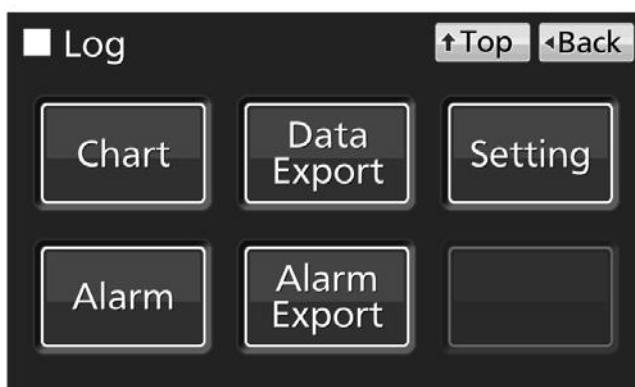 Log
↑Top
◂Back
Chart
Data
Export
Setting
Alarm
Alarm
Export